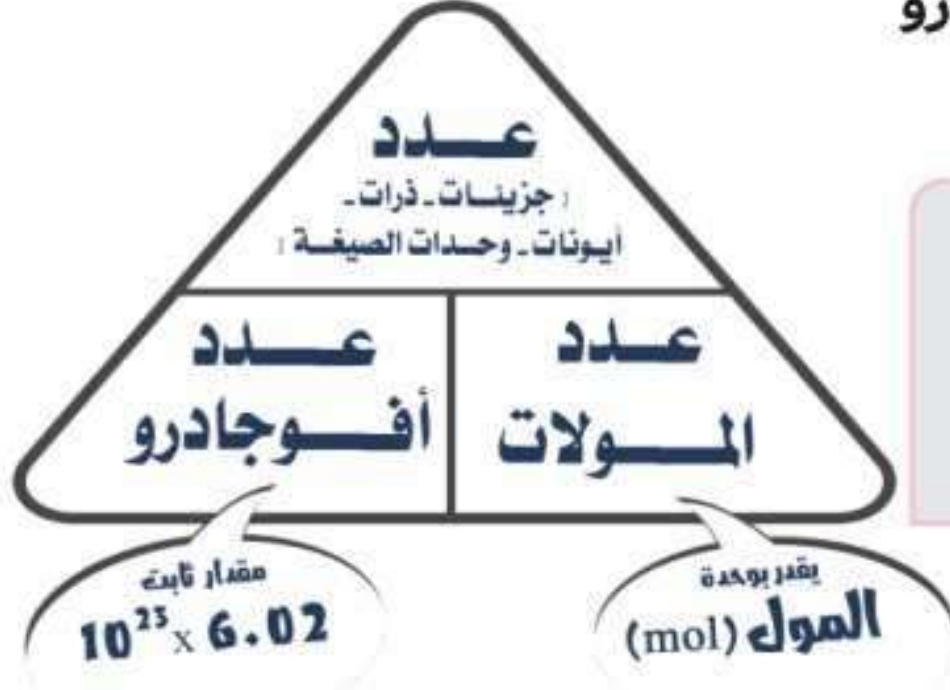 رو
عدد
(جزيئات - ذرات -
أيونات - وحدات الصيغة)
عدد
المولات
عدد
أفوجادرو
يقدر بوحدة
المول (mol)
مقدار ثابت
6.02 x 10²³